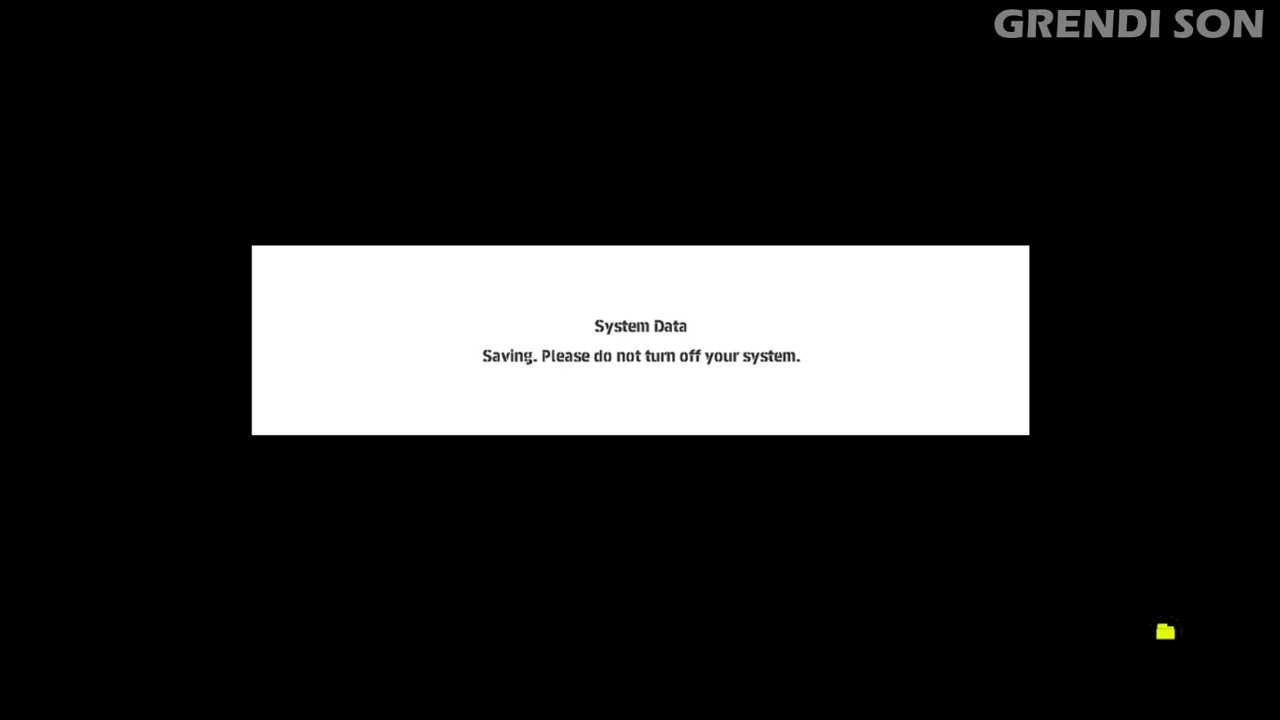 GRENDI SON
System Data
Saving. Please do not turn off your system.